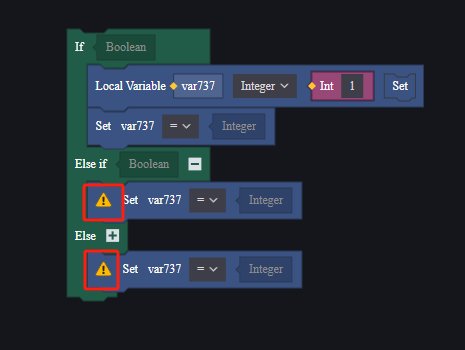 If Boolean
Local Variable var737 Integer Int 1 Set
Set var737 = Integer
Else if Boolean
Set var737 = Integer
Else
Set var737 = Integer